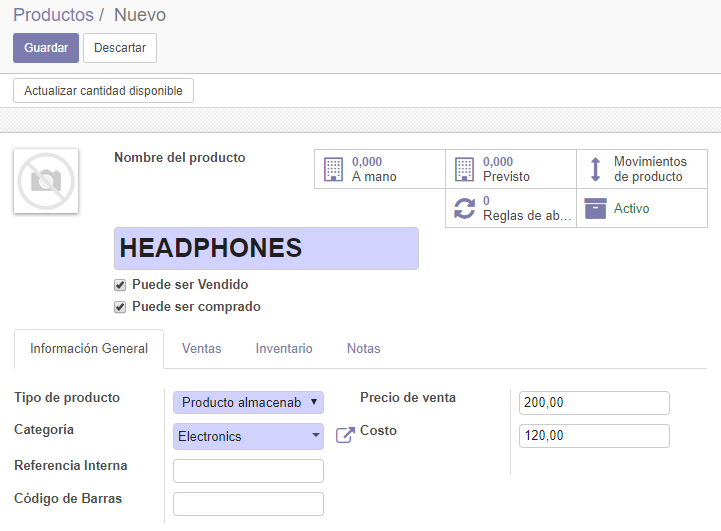 Productos / Nuevo
Guardar Descartar
Actualizar cantidad disponible
Nombre del producto
0,000
A mano
0,000
Previsto
Movimientos
de producto
0
Reglas de ab...
Activo
HEADPHONES
Puede ser Vendido
Puede ser comprado
Información General Ventas Inventario Notas
Tipo de producto Producto almacenab
Precio de venta 200,00
Categoría Electronics
Costo 120,00
Referencia Interna
Código de Barras